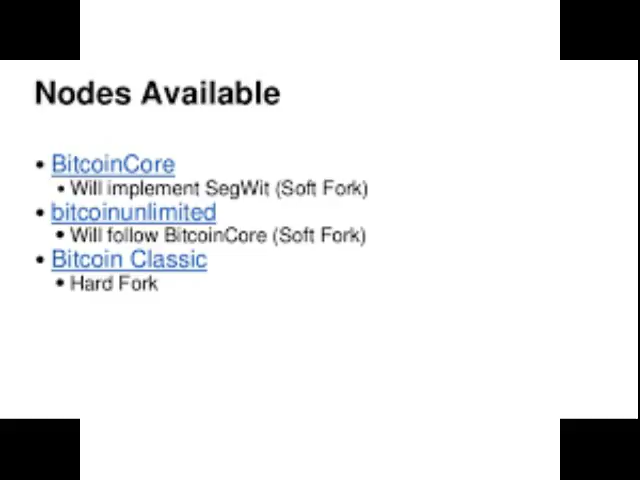 Nodes Available
• BitcoinCore
• Will implement SegWit (Soft Fork)
• bitcoinunlimited
• Will follow BitcoinCore (Soft Fork)
• Bitcoin Classic
• Hard Fork